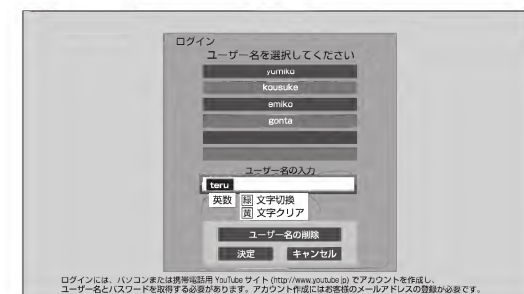 ログイン
ユーザー名を選択してください
yumiko
kousuke
emiko
gonta
ユーザー名の入力
teru
英数 緑 文字切換
黄 文字クリア
ユーザー名の削除
決定 キャンセル
ログインには、パソコンまたは携帯電話用 YouTube サイト (http://www.youtube.jp) でアカウントを作成し、
ユーザー名とパスワードを取得する必要があります。アカウント作成にはお客様のメールアドレスの登録が必要です。